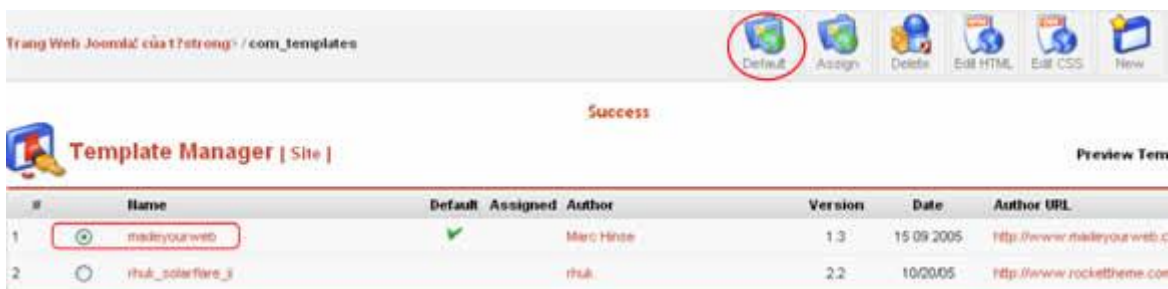 Trang Web Joomla! của t?strong> / com_templates
Default Assign Delete Edit HTML Edit CSS New
Success
Template Manager [ Site ]
Preview Tem
# Name Default Assigned Author Version Date Author URL
1 madeyourweb Marc Hinse 1.3 15 09 2005 http://www.madeyourweb.c
2 rhuk_solarflare_ii rhuk 2.2 10/20/05 http://www.rockettheme.com